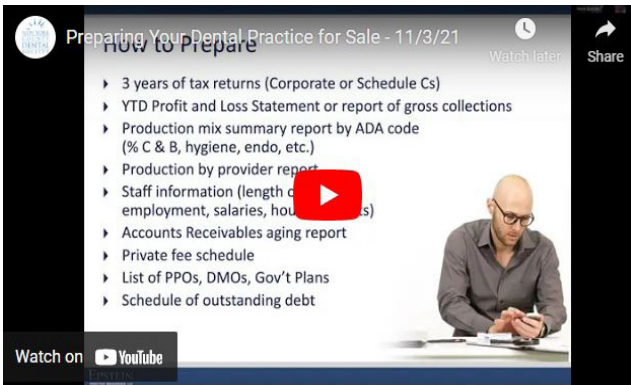 Preparing Your Dental Practice for Sale - 11/3/21
Watch later
Share
How to Prepare
3 years of tax returns (Corporate or Schedule Cs)
YTD Profit and Loss Statement or report of gross collections
Production mix summary report by ADA code
(% C & B, hygiene, endo, etc.)
Production by provider report
Staff information (length
employment, salaries,
Accounts Receivables aging report
Private fee schedule
List of PPOs, DMOs, Gov't Plans
Schedule of outstanding debt
Watch on YouTube
EPSTEIN